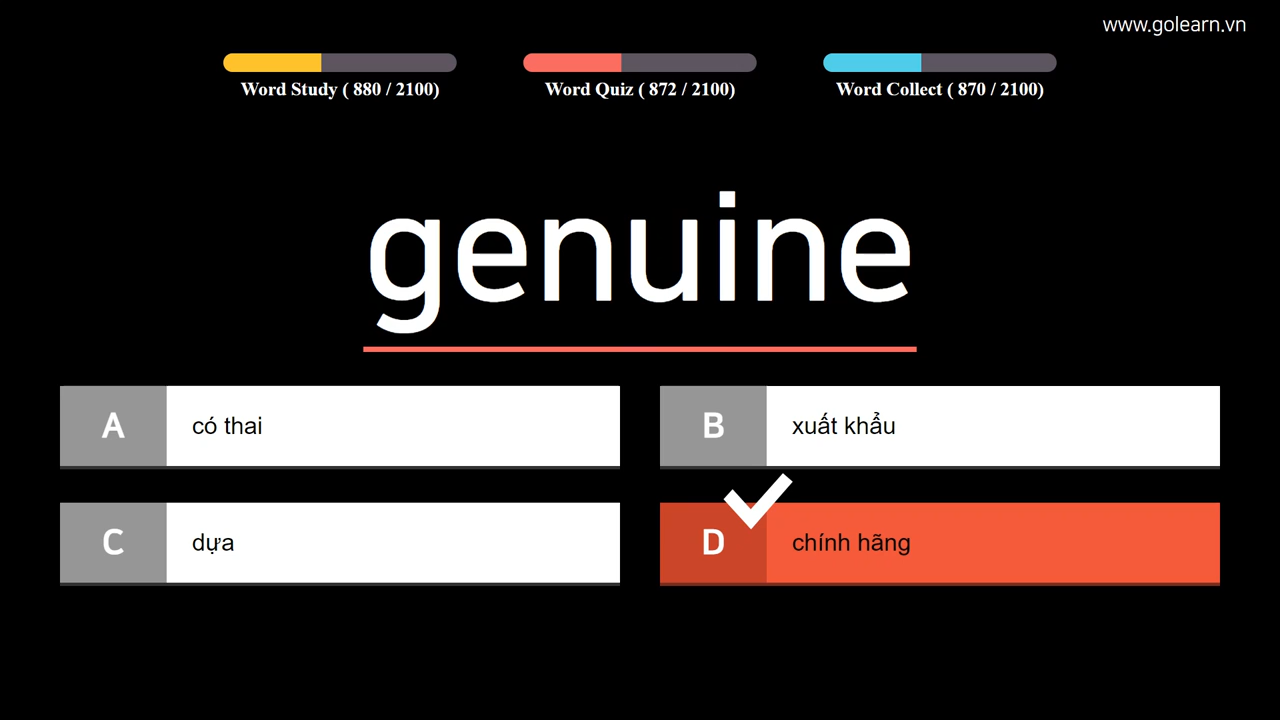 www.golearn.vn
Word Study ( 880 / 2100)
Word Quiz ( 872 / 2100)
Word Collect ( 870 / 2100)
genuine
A
có thai
B
xuất khẩu
C
dựa
D
chính hãng